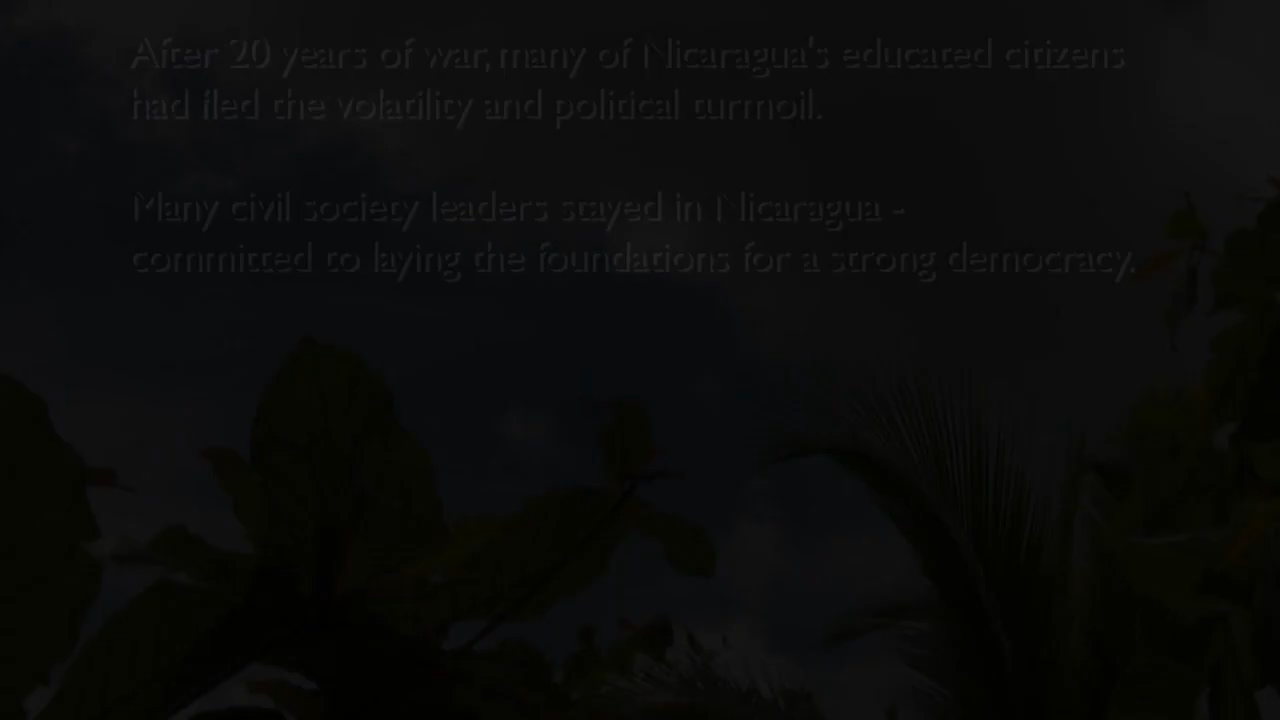 After 20 years of war, many of Nicaragua's educated citizens
had fled the volatility and political turmoil.
Many civil society leaders stayed in Nicaragua -
committed to laying the foundations for a strong democracy.